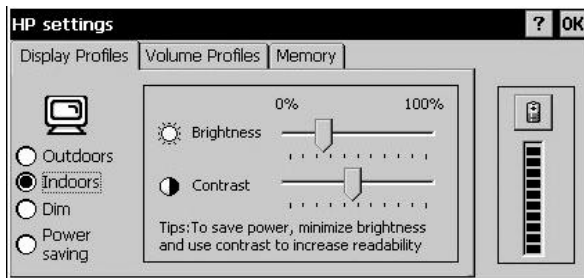 HP settings ? OK
Display Profiles Volume Profiles Memory
0% 100%
Brightness
Outdoors
Indoors
Contrast
Dim
Power
saving
Tips:To save power, minimize brightness
and use contrast to increase readability